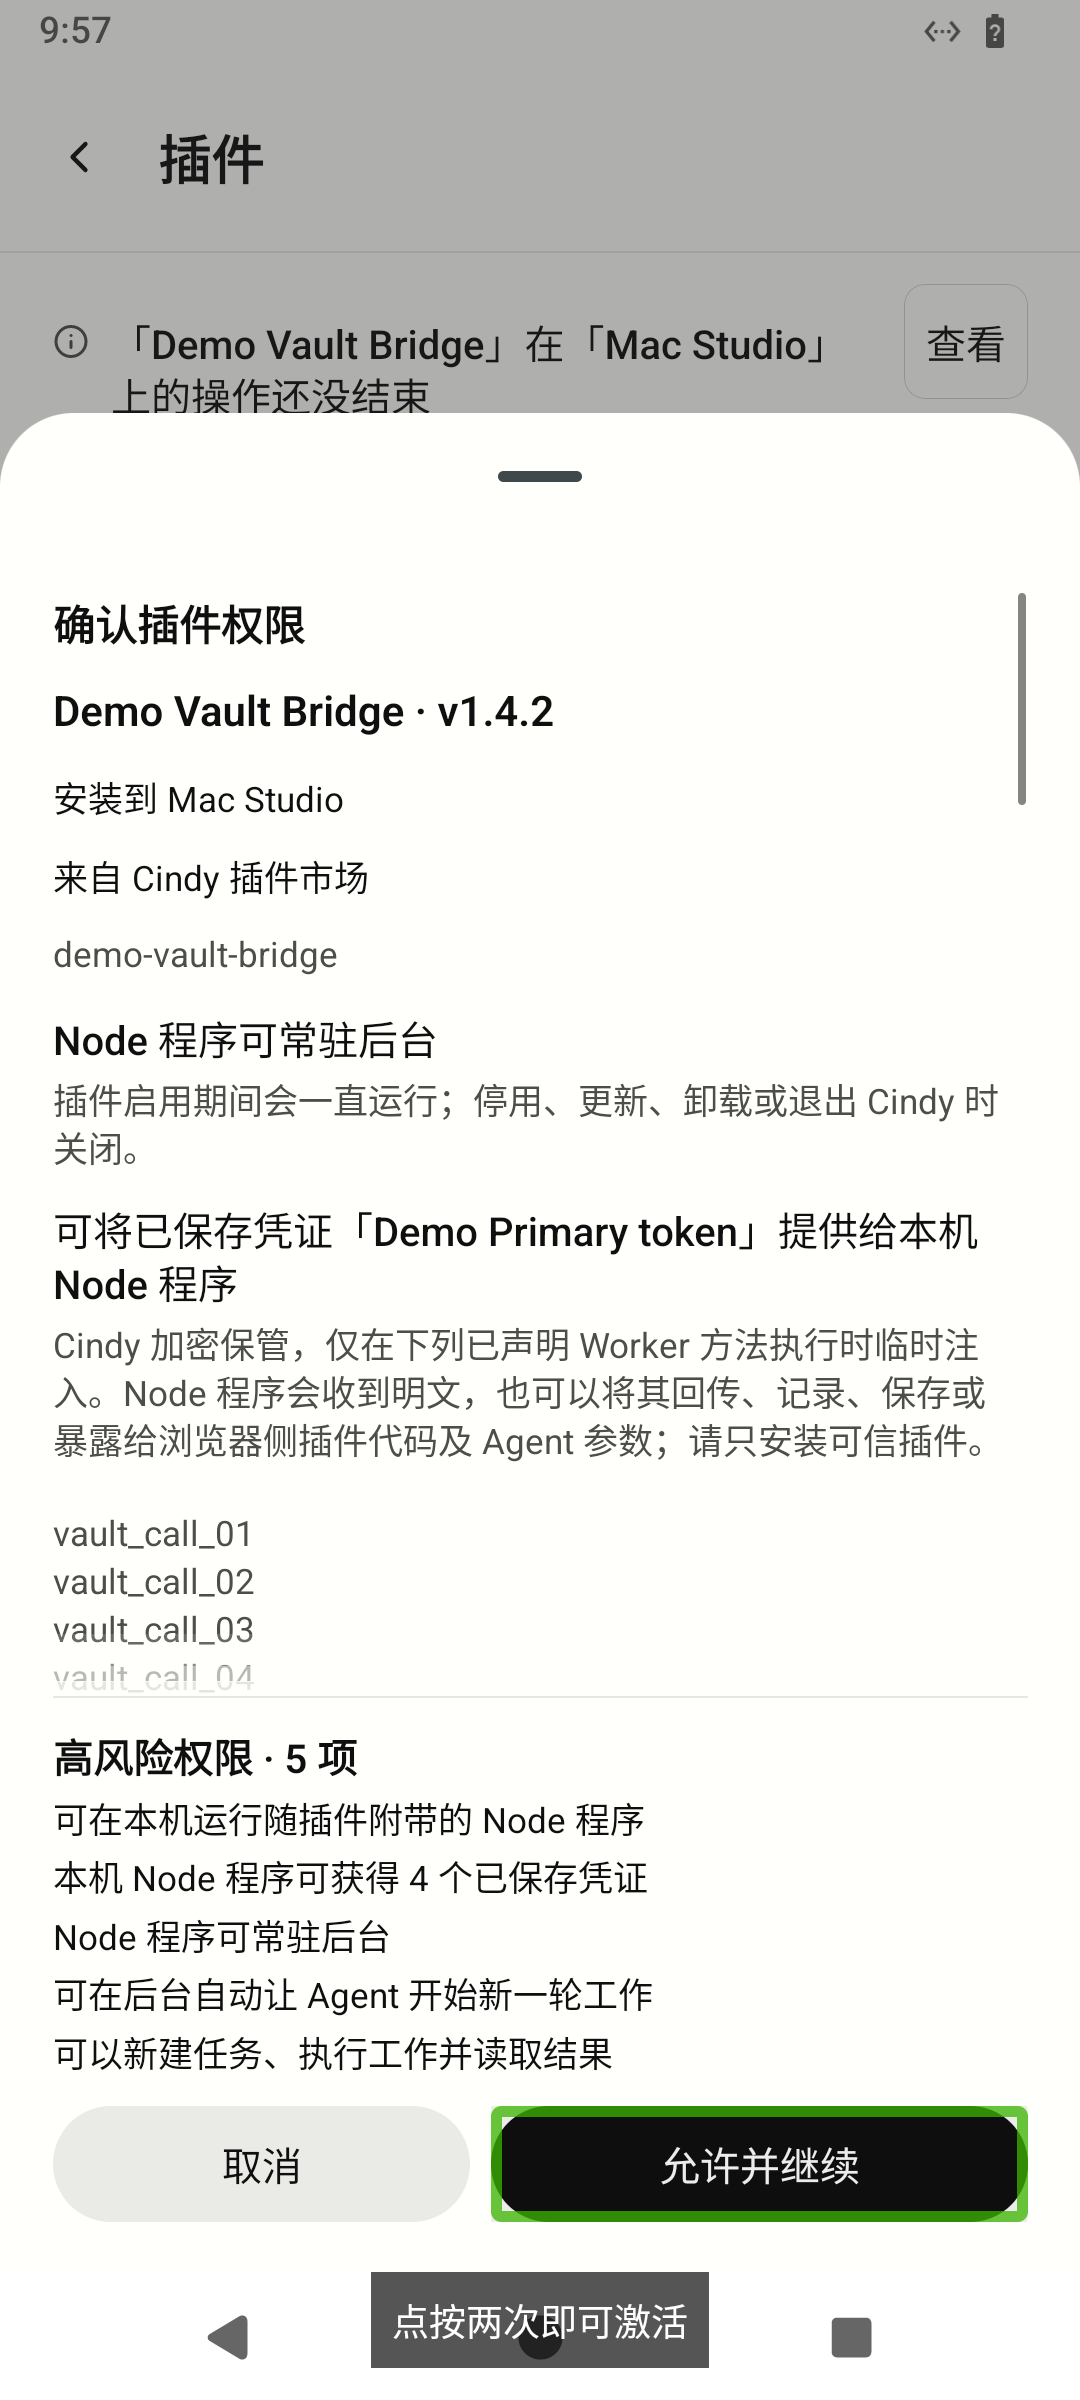 9:57
插件
「Demo Vault Bridge」在「Mac Studio」
上的操作还没结束
查看
确认插件权限
Demo Vault Bridge · v1.4.2
安装到 Mac Studio
来自 Cindy 插件市场
demo-vault-bridge
Node 程序可常驻后台
插件启用期间会一直运行；停用、更新、卸载或退出 Cindy 时
关闭。
可将已保存凭证「Demo Primary token」提供给本机
Node 程序
Cindy 加密保管，仅在下列已声明 Worker 方法执行时临时注
入。Node 程序会收到明文，也可以将其回传、记录、保存或
暴露给浏览器侧插件代码及 Agent 参数；请只安装可信插件。
vault_call_01
vault_call_02
vault_call_03
vault_call_04
高风险权限 · 5 项
可在本机运行随插件附带的 Node 程序
本机 Node 程序可获得 4 个已保存凭证
Node 程序可常驻后台
可在后台自动让 Agent 开始新一轮工作
可以新建任务、执行工作并读取结果
取消
允许并继续
点按两次即可激活